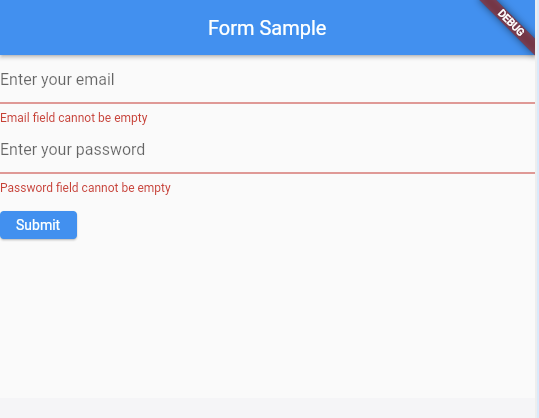 Form Sample
DEBUG
Enter your email
Email field cannot be empty
Enter your password
Password field cannot be empty
Submit